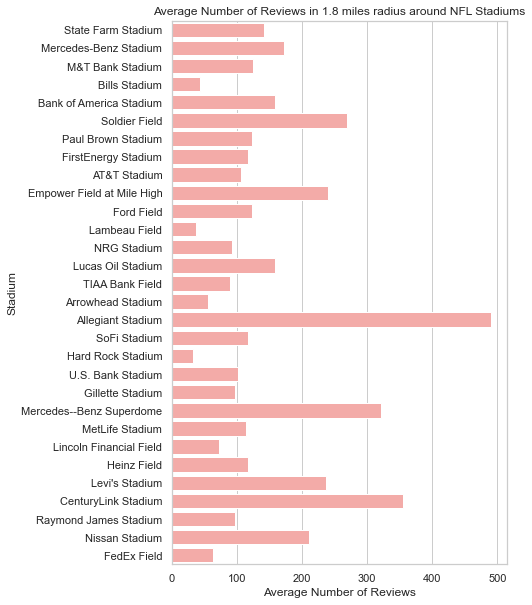 Average Number of Reviews in 1.8 miles radius around NFL Stadiums
State Farm Stadium
Mercedes-Benz Stadium
M&T Bank Stadium
Bills Stadium
Bank of America Stadium
Soldier Field
Paul Brown Stadium
FirstEnergy Stadium
AT&T Stadium
Empower Field at Mile High
Ford Field
Lambeau Field
NRG Stadium
Lucas Oil Stadium
TIAA Bank Field
Arrowhead Stadium
Allegiant Stadium
SoFi Stadium
Hard Rock Stadium
U.S. Bank Stadium
Gillette Stadium
Mercedes--Benz Superdome
MetLife Stadium
Lincoln Financial Field
Heinz Field
Levi's Stadium
CenturyLink Stadium
Raymond James Stadium
Nissan Stadium
FedEx Field
Stadium
0 100 200 300 400 500
Average Number of Reviews